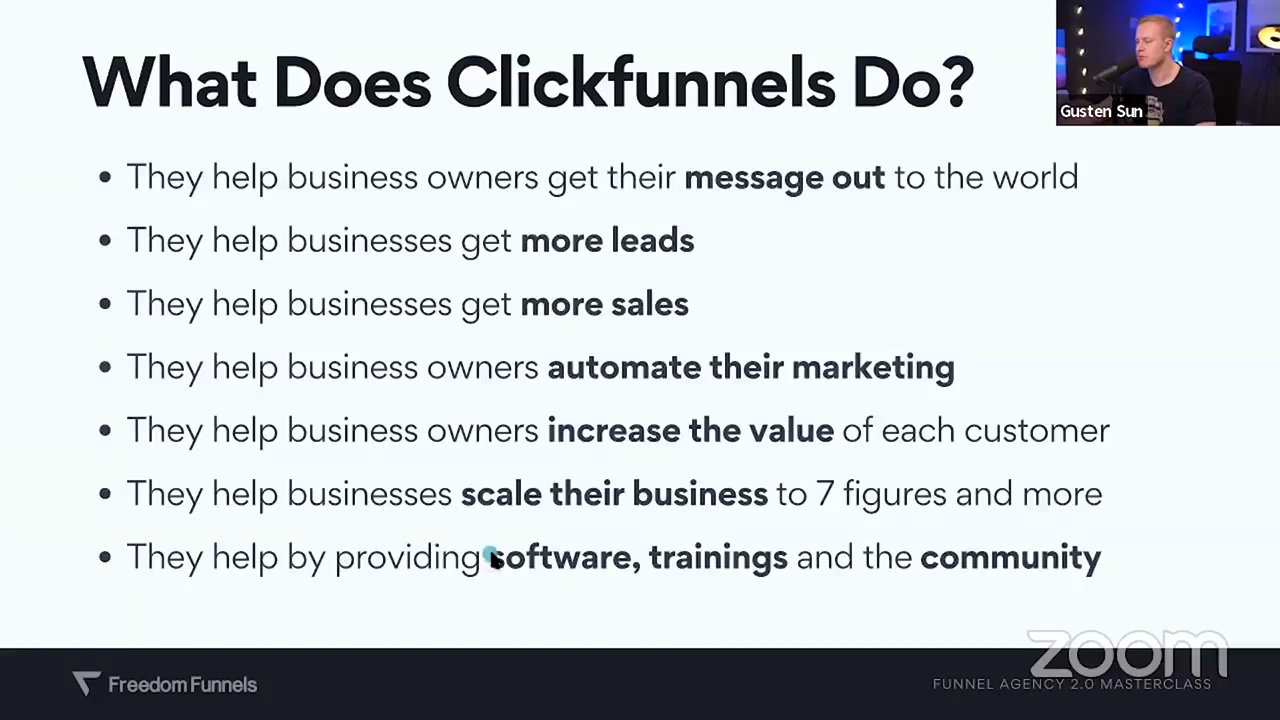 What Does Clickfunnels Do?
Gusten Sun
• They help business owners get their message out to the world
• They help businesses get more leads
• They help businesses get more sales
• They help business owners automate their marketing
• They help business owners increase the value of each customer
• They help businesses scale their business to 7 figures and more
• They help by providing software, trainings and the community
zoom
Freedom Funnels
FUNNEL AGENCY 2.0 MASTERCLASS